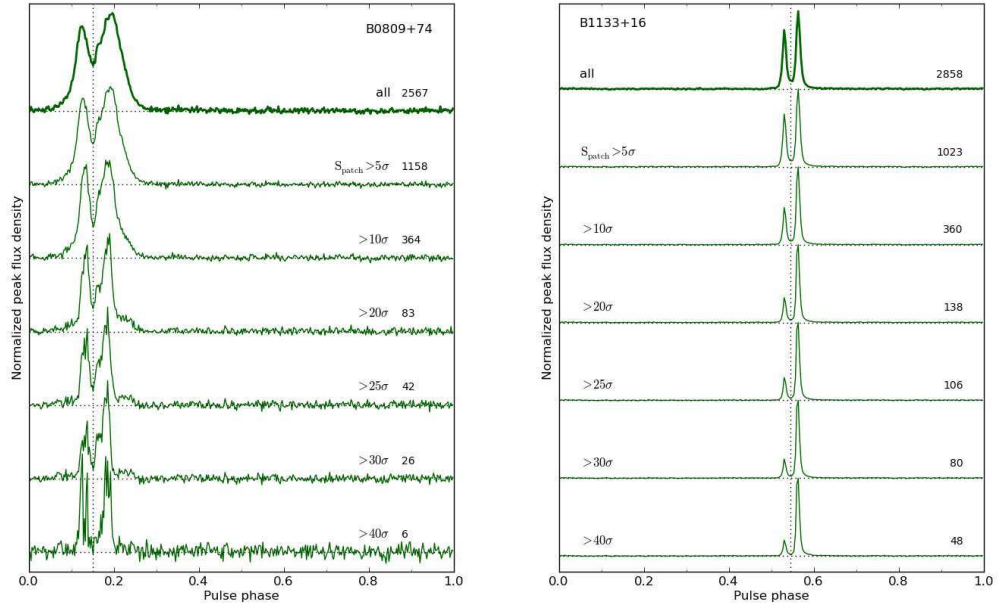 B0809+74
all 2567
S_patch >5σ 1158
>10σ 364
>20σ 83
>25σ 42
>30σ 26
>40σ 6
Normalized peak flux density
0.0 0.2 0.4 0.6 0.8 1.0
Pulse phase
B1133+16
all 2858
S_patch >5σ 1023
>10σ 360
>20σ 138
>25σ 106
>30σ 80
>40σ 48
Normalized peak flux density
0.0 0.2 0.4 0.6 0.8 1.0
Pulse phase